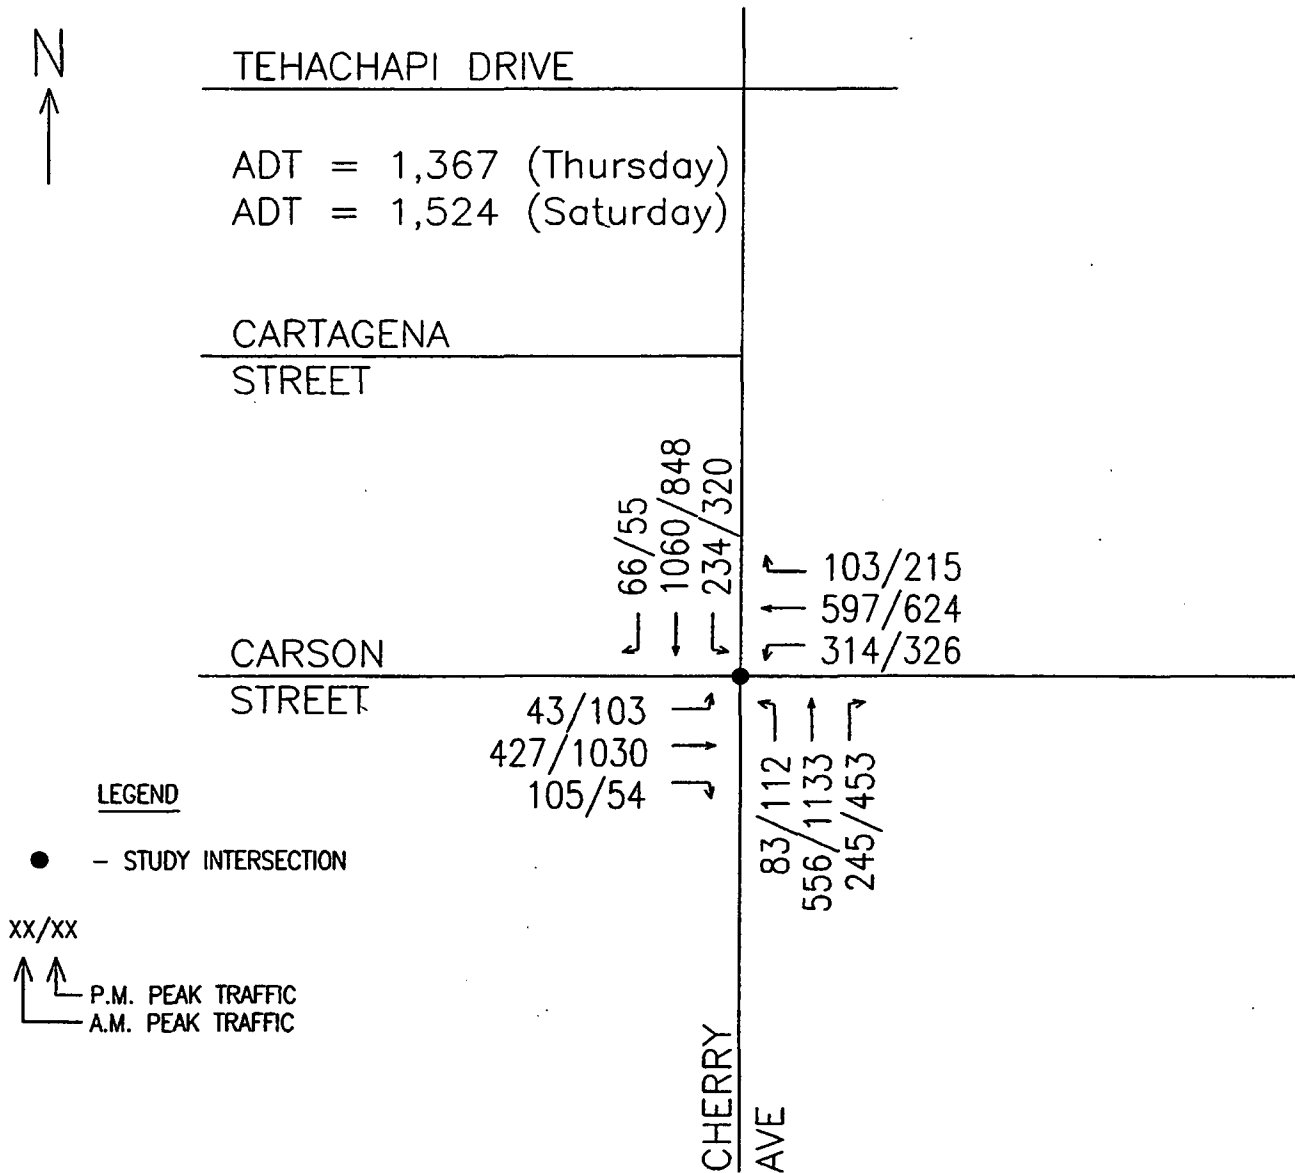 N
TEHACHAPI DRIVE
ADT = 1,367 (Thursday)
ADT = 1,524 (Saturday)
CARTAGENA
STREET
66/55
1060/848
234/320
103/215
597/624
314/326
CARSON
STREET
43/103
427/1030
105/54
83/112
556/1133
245/453
LEGEND
– STUDY INTERSECTION
XX/XX
P.M. PEAK TRAFFIC
A.M. PEAK TRAFFIC
CHERRY
AVE